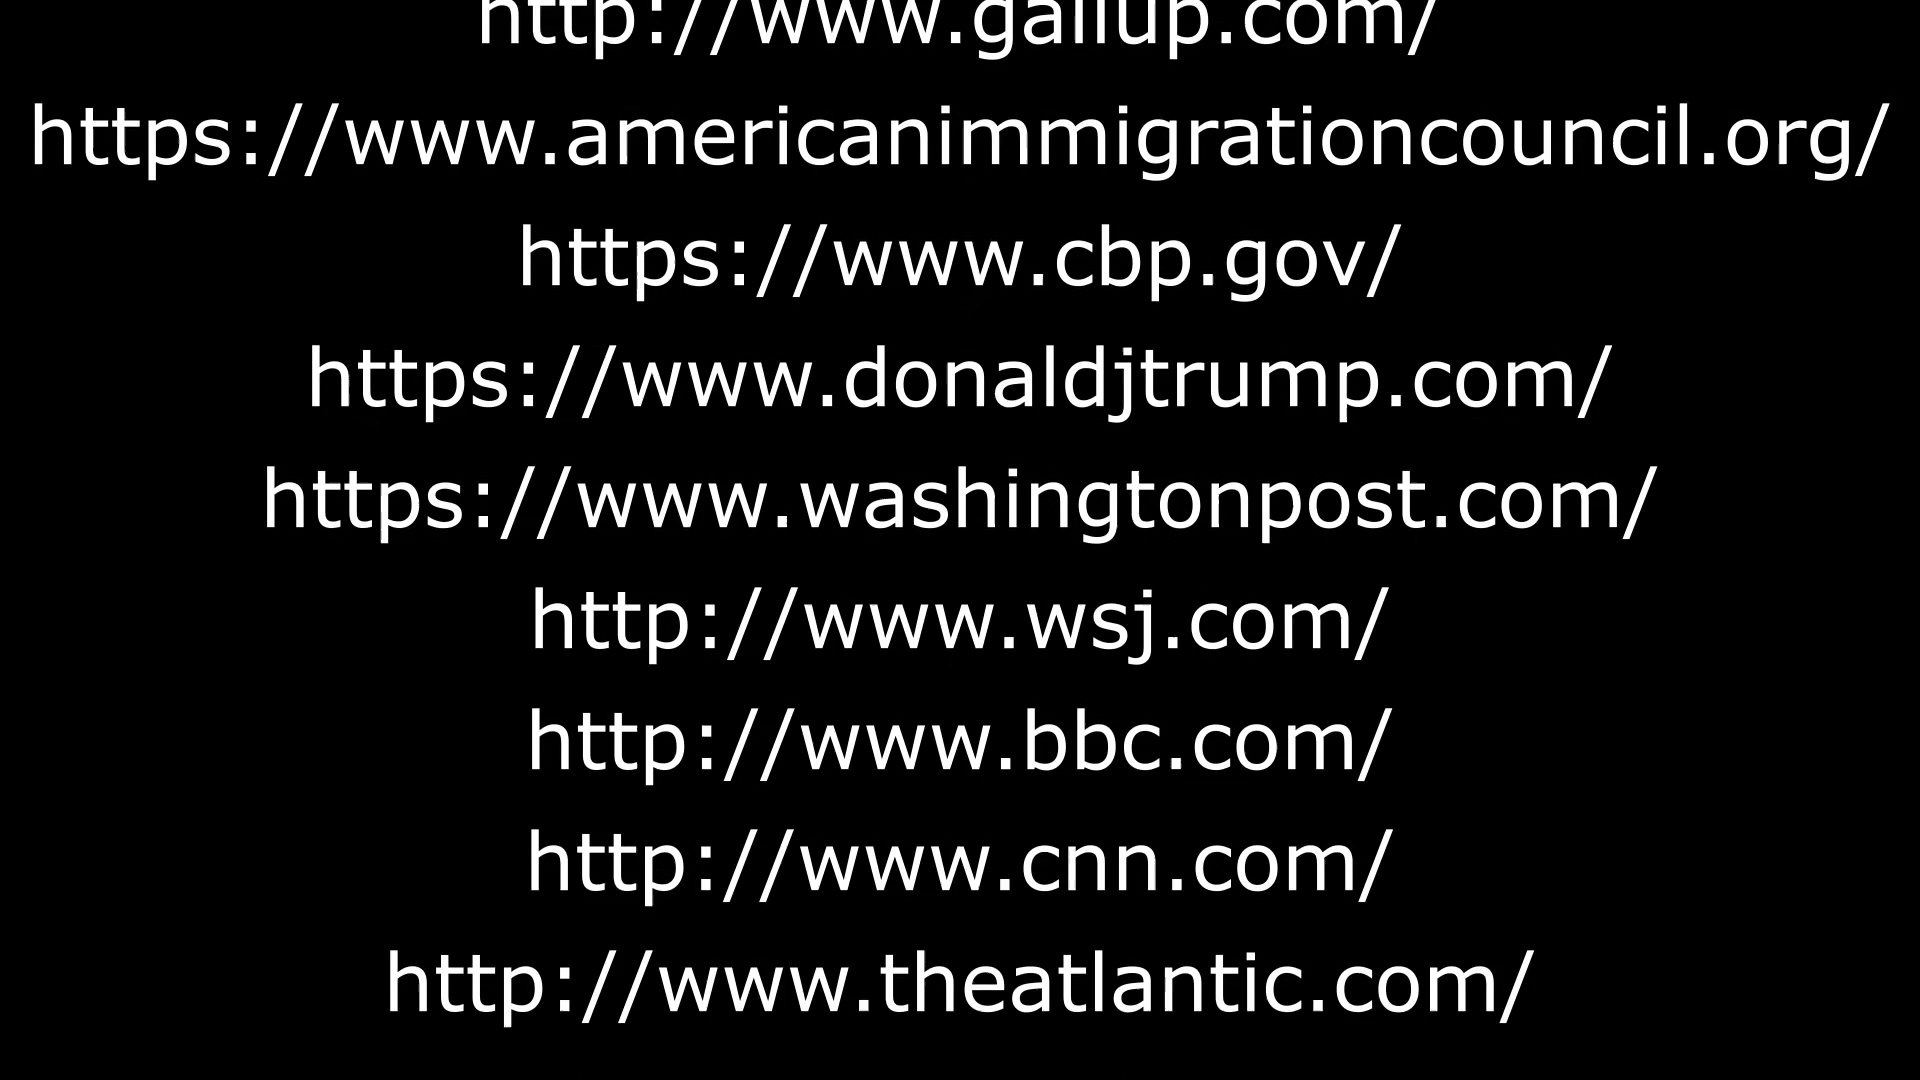 http://www.gallup.com/
https://www.americanimmigrationcouncil.org/
https://www.cbp.gov/
https://www.donaldjtrump.com/
https://www.washingtonpost.com/
http://www.wsj.com/
http://www.bbc.com/
http://www.cnn.com/
http://www.theatlantic.com/